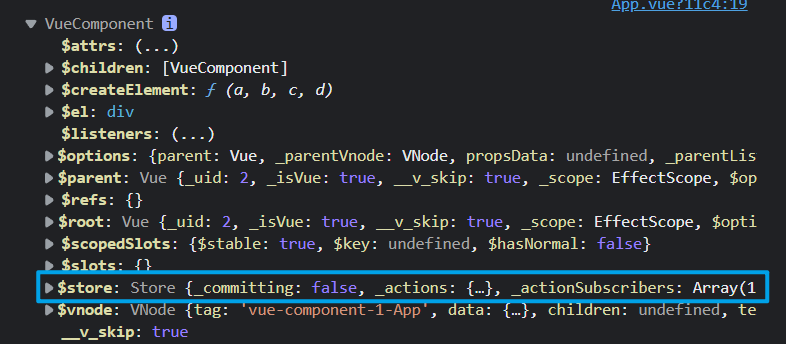 App.vue?11c4:19
▼ VueComponent i
$attrs: (...)
▶ $children: [VueComponent]
▶ $createElement: ƒ (a, b, c, d)
▶ $el: div
$listeners: (...)
▶ $options: {parent: Vue, _parentVnode: VNode, propsData: undefined, _parentLis
▶ $parent: Vue {_uid: 2, _isVue: true, __v_skip: true, _scope: EffectScope, $op
▶ $refs: {}
▶ $root: Vue {_uid: 2, _isVue: true, __v_skip: true, _scope: EffectScope, $opti
▶ $scopedSlots: {$stable: true, $key: undefined, $hasNormal: false}
▶ $slots: {}
▶ $store: Store {_committing: false, _actions: {…}, _actionSubscribers: Array(1
▶ $vnode: VNode {tag: 'vue-component-1-App', data: {…}, children: undefined, te
__v_skip: true